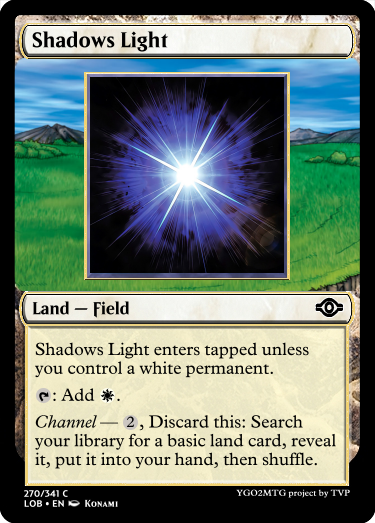 Shadows Light
Land — Field
Shadows Light enters tapped unless
you control a white permanent.
: Add .
Channel — 2, Discard this: Search
your library for a basic land card, reveal
it, put it into your hand, then shuffle.
270/341 C
LOB • EN Konami
YGO2MTG project by TVP